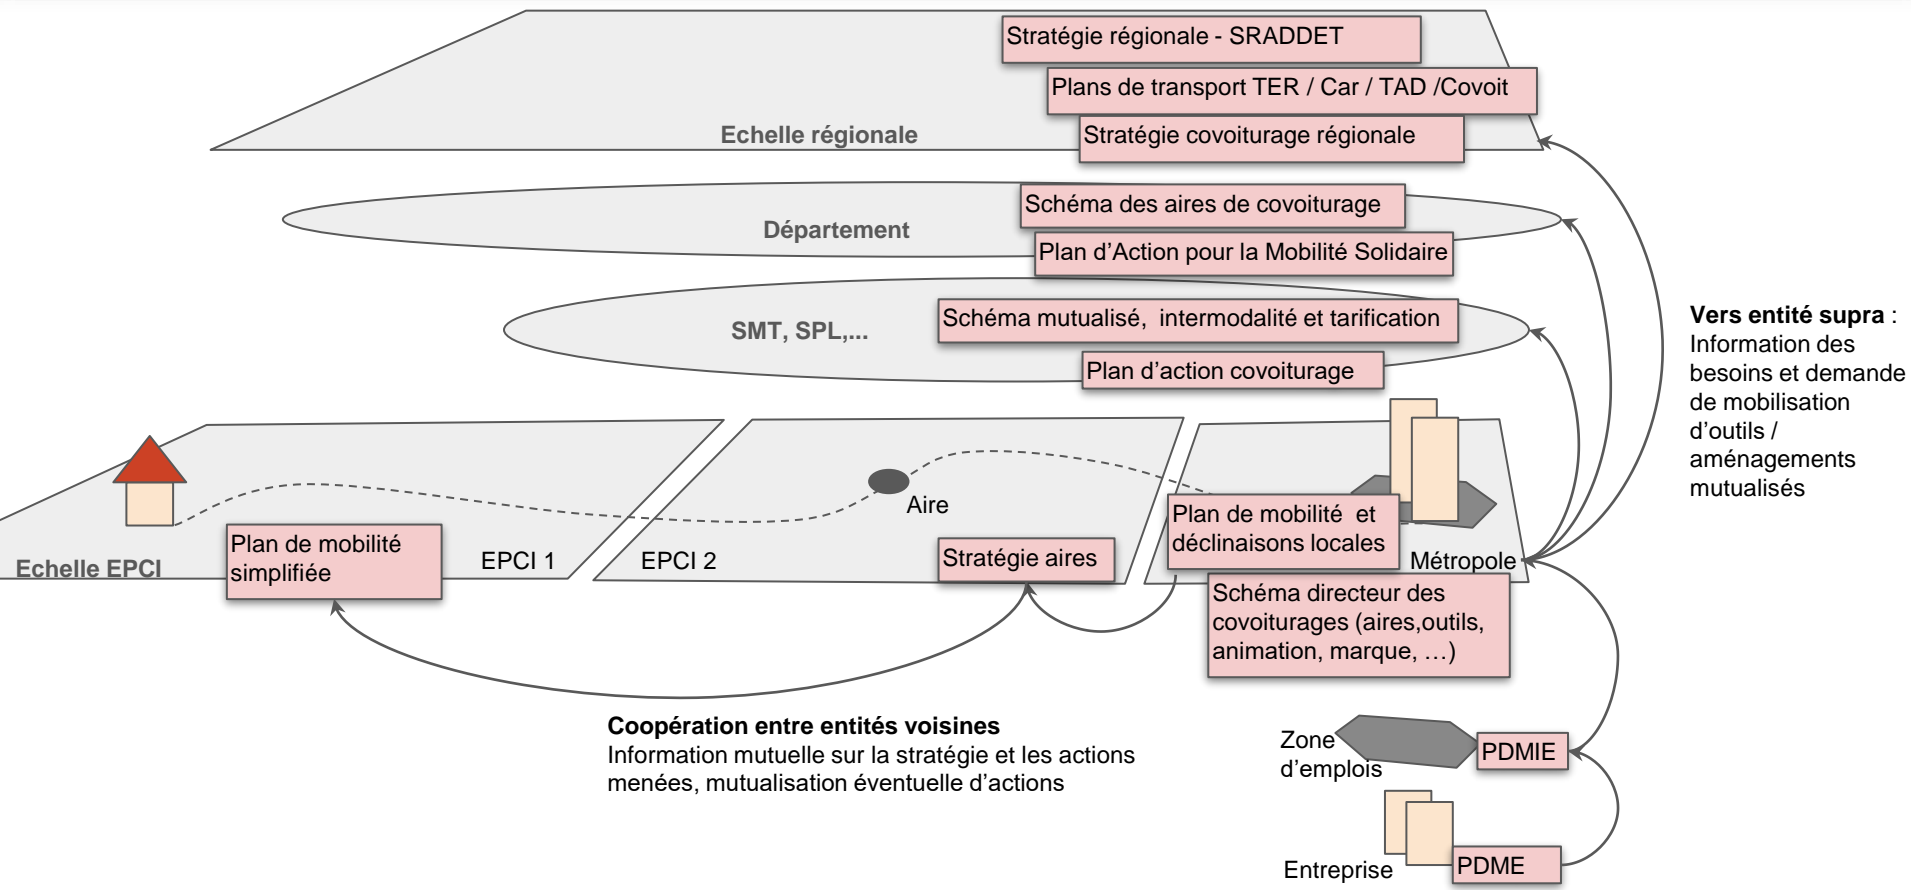 Stratégie régionale - SRADDET
Plans de transport TER / Car / TAD /Covoit
Echelle régionale
Stratégie covoiturage régionale
Schéma des aires de covoiturage
Département
Plan d’Action pour la Mobilité Solidaire
Schéma mutualisé,  intermodalité et tarification
SMT, SPL,...
Plan d’action covoiturage
Vers entité supra :
Information des
besoins et demande
de mobilisation
d’outils /
aménagements
mutualisés
Aire
Plan de mobilité
simplifiée
Echelle EPCI
EPCI 1
EPCI 2
Stratégie aires
Plan de mobilité  et
déclinaisons locales
Métropole
Schéma directeur des
covoiturages (aires,outils,
animation, marque, …)
Coopération entre entités voisines
Information mutuelle sur la stratégie et les actions
menées, mutualisation éventuelle d’actions
Zone
d’emplois
PDMIE
Entreprise
PDME